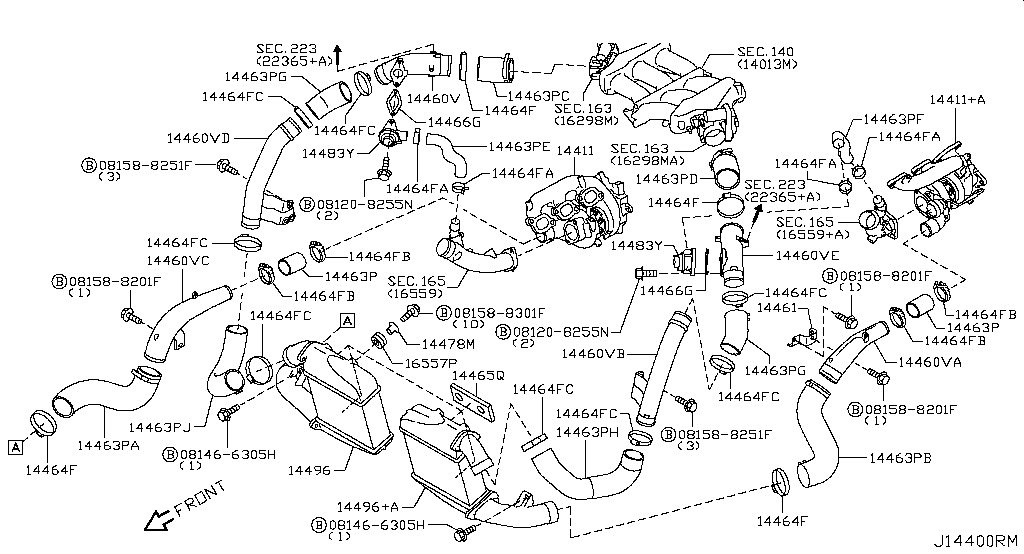 SEC.223
(22365+A)
14463PG
14464FC
14460VD
Ⓑ08158-8251F
(3)
14464FC
14460V
14466G
14483Y
14464FA
Ⓑ08120-8255N
(2)
14463PC
14464F
14463PE
14464FA
14411
SEC.163
(16298M)
SEC.140
(14013M)
SEC.163
(16298MA)
14463PD
14464F
SEC.223
(22365+A)
14411+A
14463PF
14464FA
14464FA
SEC.165
(16559+A)
14483Y
14460VE
14466G
Ⓑ08120-8255N
(2)
14464FC
14461
Ⓑ08158-8201F
(1)
14464FB
14463P
14464FB
14460VA
Ⓑ08158-8201F
(1)
14464FC
14460VC
Ⓑ08158-8201F
(1)
14464FB
14463P
14464FB
SEC.165
(16559)
14464FC
A
Ⓑ08158-8301F
(10)
14478M
16557P
14465Q
14464FC
14460VB
14464FC
14463PH
14463PG
14464FC
Ⓑ08158-8251F
(3)
A
14463PA
14464F
14463PJ
Ⓑ08146-6305H
(1)
14496
14496+A
Ⓑ08146-6305H
(1)
14463PB
14464F
FRONT
J14400RM